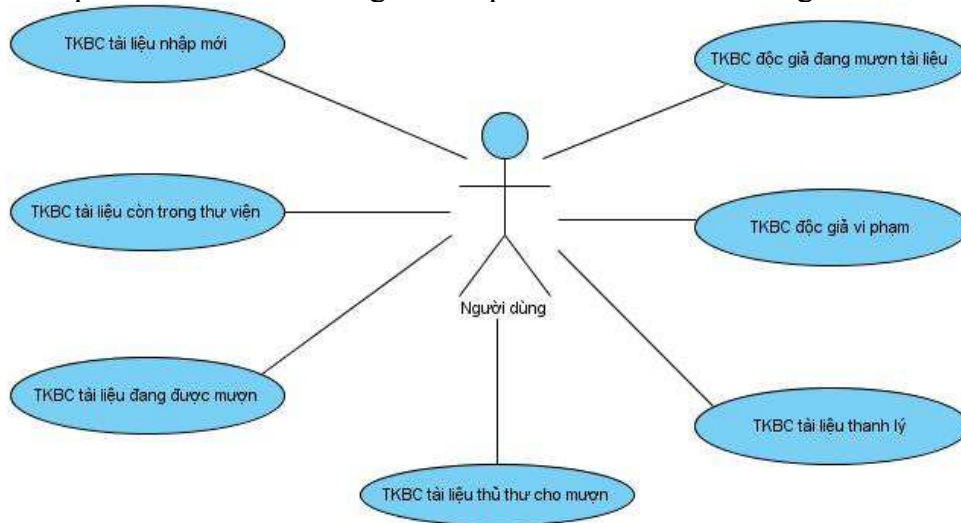 TKBC tài liệu nhập mới
TKBC độc giả đang mượn tài liệu
TKBC tài liệu còn trong thư viện
TKBC độc giả vi phạm
Người dùng
TKBC tài liệu đang được mượn
TKBC tài liệu thanh lý
TKBC tài liệu thủ thư cho mượn